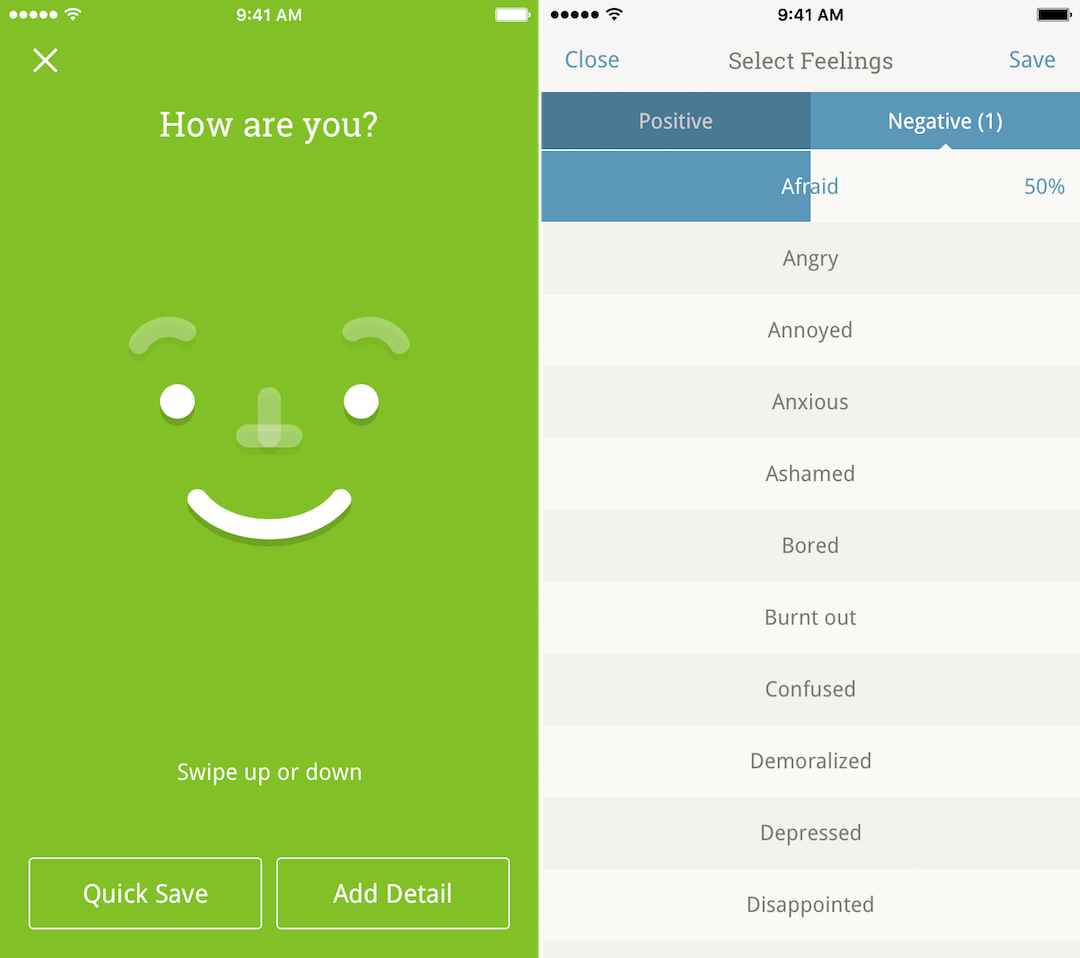 9:41 AM
How are you?
Swipe up or down
Quick Save
Add Detail
9:41 AM
Close
Select Feelings
Save
Positive
Negative (1)
Afraid
50%
Angry
Annoyed
Anxious
Ashamed
Bored
Burnt out
Confused
Demoralized
Depressed
Disappointed